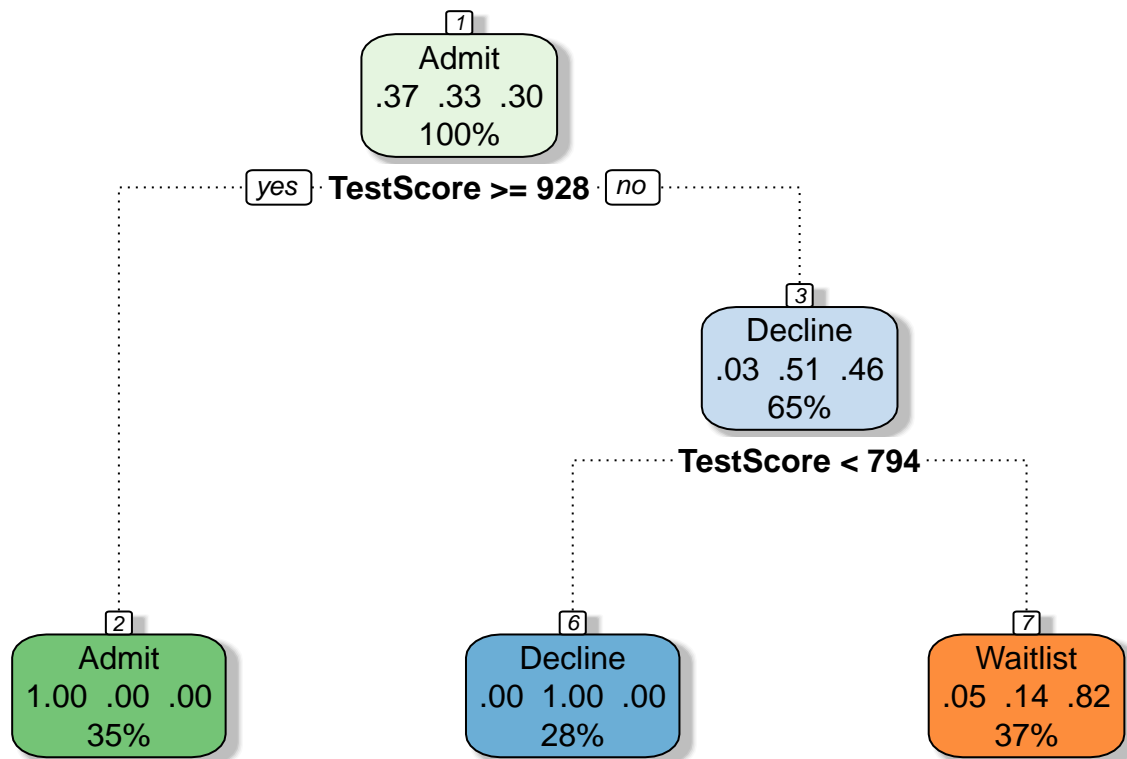 1
Admit
.37 .33 .30
100%
yes TestScore >= 928 no
3
Decline
.03 .51 .46
65%
TestScore < 794
2
Admit
1.00 .00 .00
35%
6
Decline
.00 1.00 .00
28%
7
Waitlist
.05 .14 .82
37%